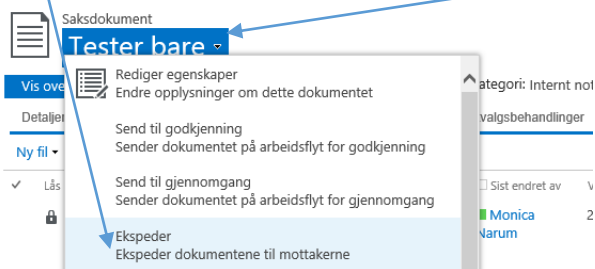 Saksdokument
Tester bare
Rediger egenskaper
Endre opplysninger om dette dokumentet
Send til godkjenning
Sender dokumentet på arbeidsflyt for godkjenning
Send til gjennomgang
Sender dokumentet på arbeidsflyt for gjennomgang
Ekspeder
Ekspeder dokumentene til mottakerne
Vis ove
ategori: Internt not
Detaljer
valgsbehandlinger
Ny fil
Lås
Sist endret av
V
Monica
2
Narum